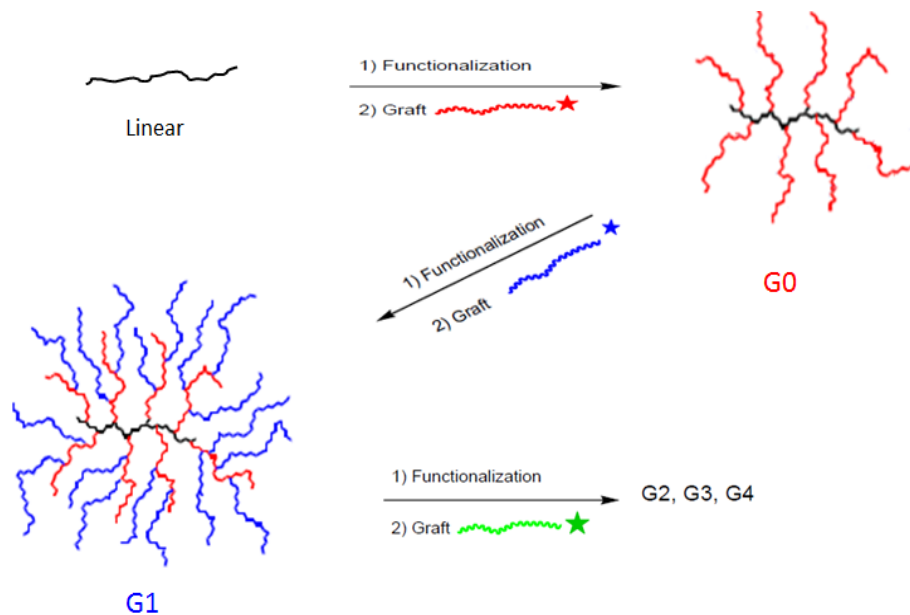 Linear
1) Functionalization
2) Graft
G0
1) Functionalization
2) Graft
G1
1) Functionalization
2) Graft
G2, G3, G4